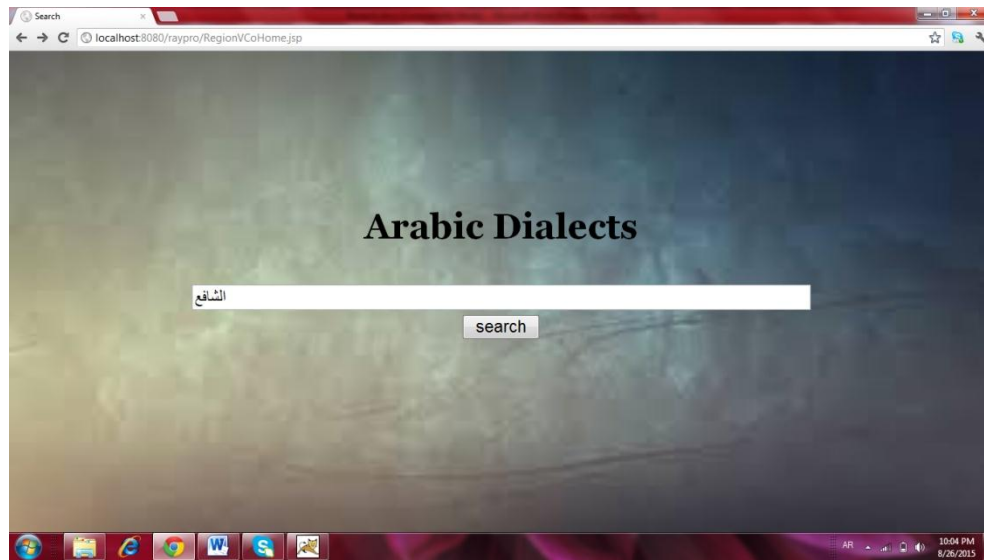 Search
localhost:8080/raypro/RegionVCoHome.jsp
Arabic Dialects
الشافع
search
AR
10:04 PM
8/26/2015